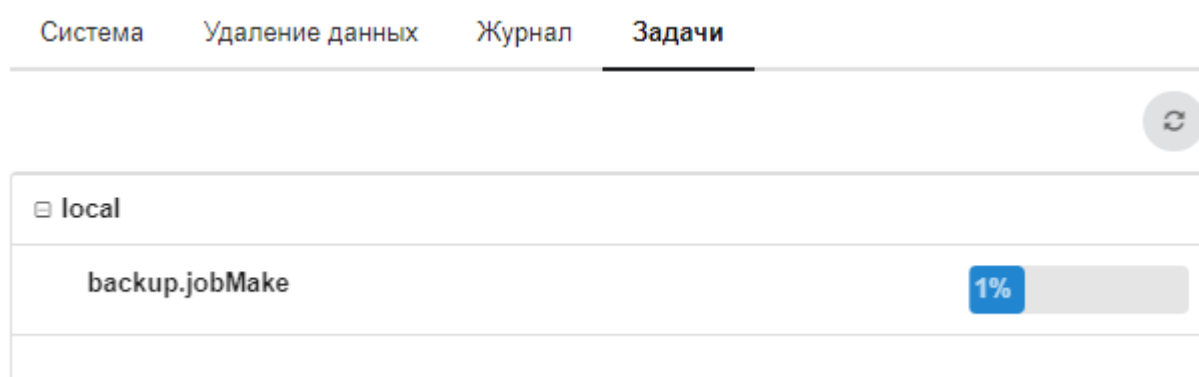 Система Удаление данных Журнал Задачи
local
backup.jobMake 1%